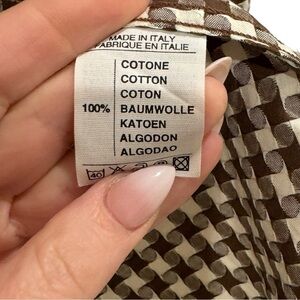 MADE IN ITALY
FABRIQUE EN ITALIE
COTONE
COTTON
COTON
100% BAUMWOLLE
KATOEN
ALGODON
ALGODAO
40